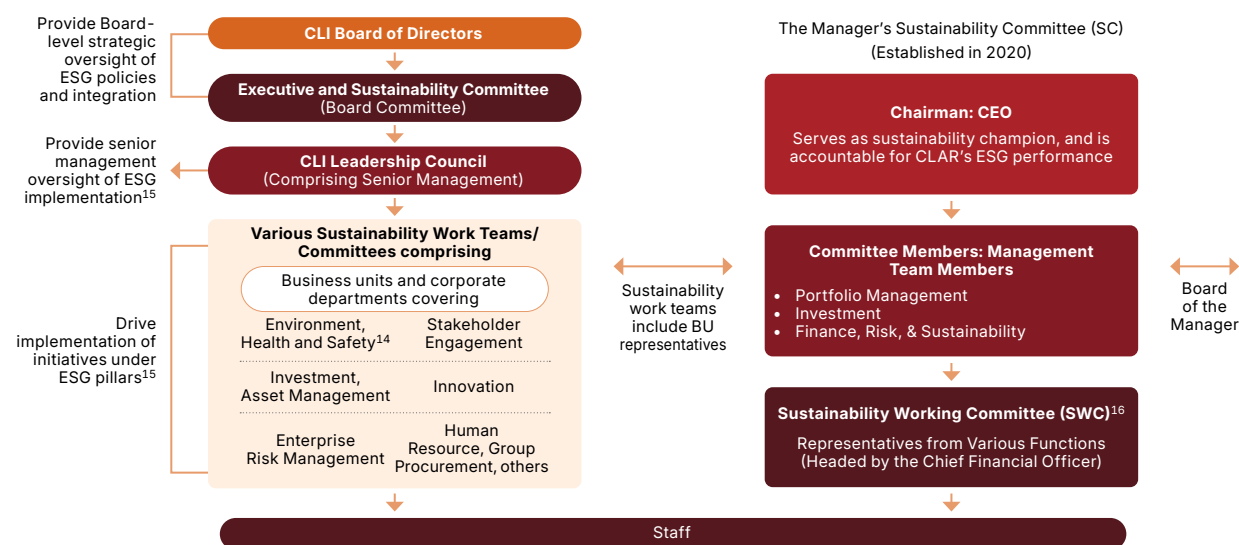 Provide Board-
level strategic
oversight of
ESG policies
and integration
CLI Board of Directors
Executive and Sustainability Committee
(Board Committee)
Provide senior
management
oversight of ESG
implementation15
CLI Leadership Council
(Comprising Senior Management)
Drive
implementation of
initiatives under
ESG pillars15
Various Sustainability Work Teams/
Committees comprising
Business units and corporate
departments covering
Environment,
Health and Safety14
Stakeholder
Engagement
Investment,
Asset Management
Innovation
Enterprise
Risk Management
Human
Resource, Group
Procurement, others
Sustainability
work teams
include BU
representatives
The Manager’s Sustainability Committee (SC)
(Established in 2020)
Chairman: CEO
Serves as sustainability champion, and is
accountable for CLAR’s ESG performance
Committee Members: Management
Team Members
• Portfolio Management
• Investment
• Finance, Risk, & Sustainability
Board
of the
Manager
Sustainability Working Committee (SWC)16
Representatives from Various Functions
(Headed by the Chief Financial Officer)
Staff